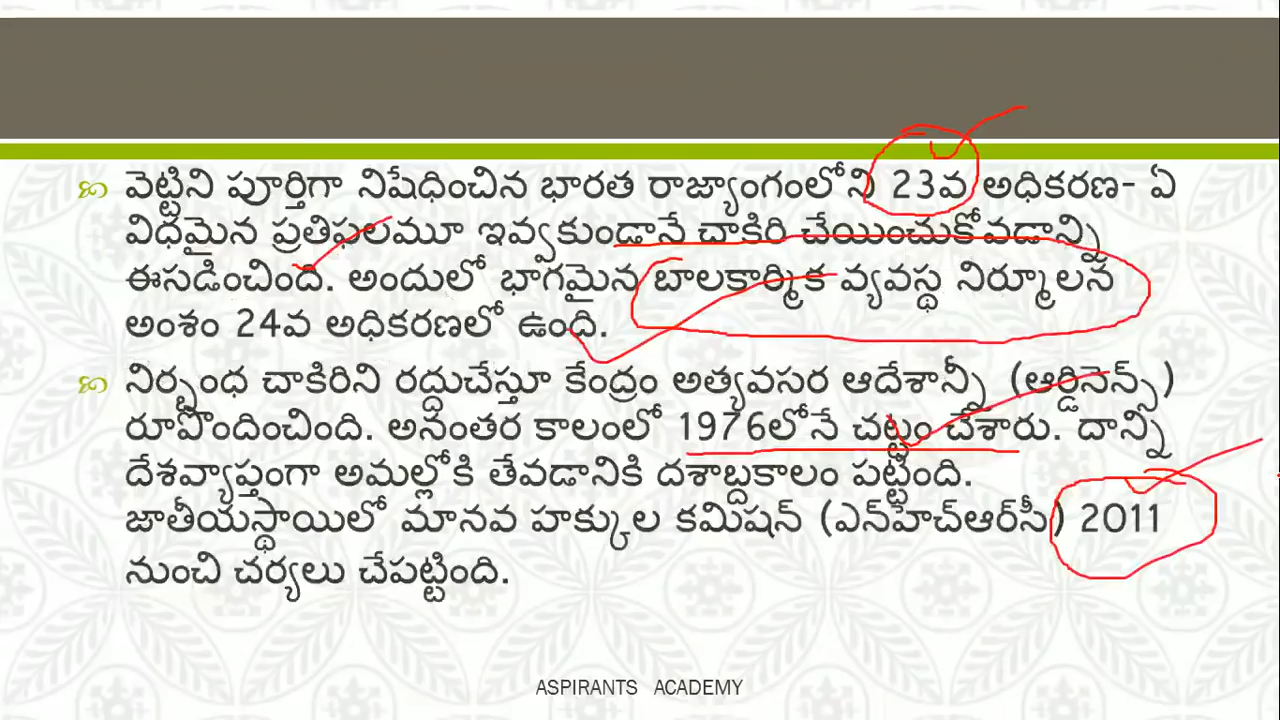 వెట్టిని పూర్తిగా నిషేధించిన భారత రాజ్యాంగంలోని 23వ అధికరణ- ఏ
విధమైన ప్రతిఫలమూ ఇవ్వకుండానే చాకిరి చేయించుకోవడాన్ని
ఈసడించింది. అందులో భాగమైన బాలకార్మిక వ్యవస్థ నిర్మూలన
అంశం 24వ అధికరణలో ఉంది.
నిర్బంధ చాకిరిని రద్దుచేస్తూ కేంద్రం అత్యవసర ఆదేశాన్నీ (ఆర్డినెన్స్)
రూపొందించింది. అనంతర కాలంలో 1976లోనే చట్టం చేశారు. దాన్ని
దేశవ్యాప్తంగా అమల్లోకి తేవడానికి దశాబ్దకాలం పట్టింది.
జాతీయస్థాయిలో మానవ హక్కుల కమిషన్ (ఎన్‌హెచ్‌ఆర్‌సీ) 2011
నుంచి చర్యలు చేపట్టింది.
ASPIRANTS ACADEMY